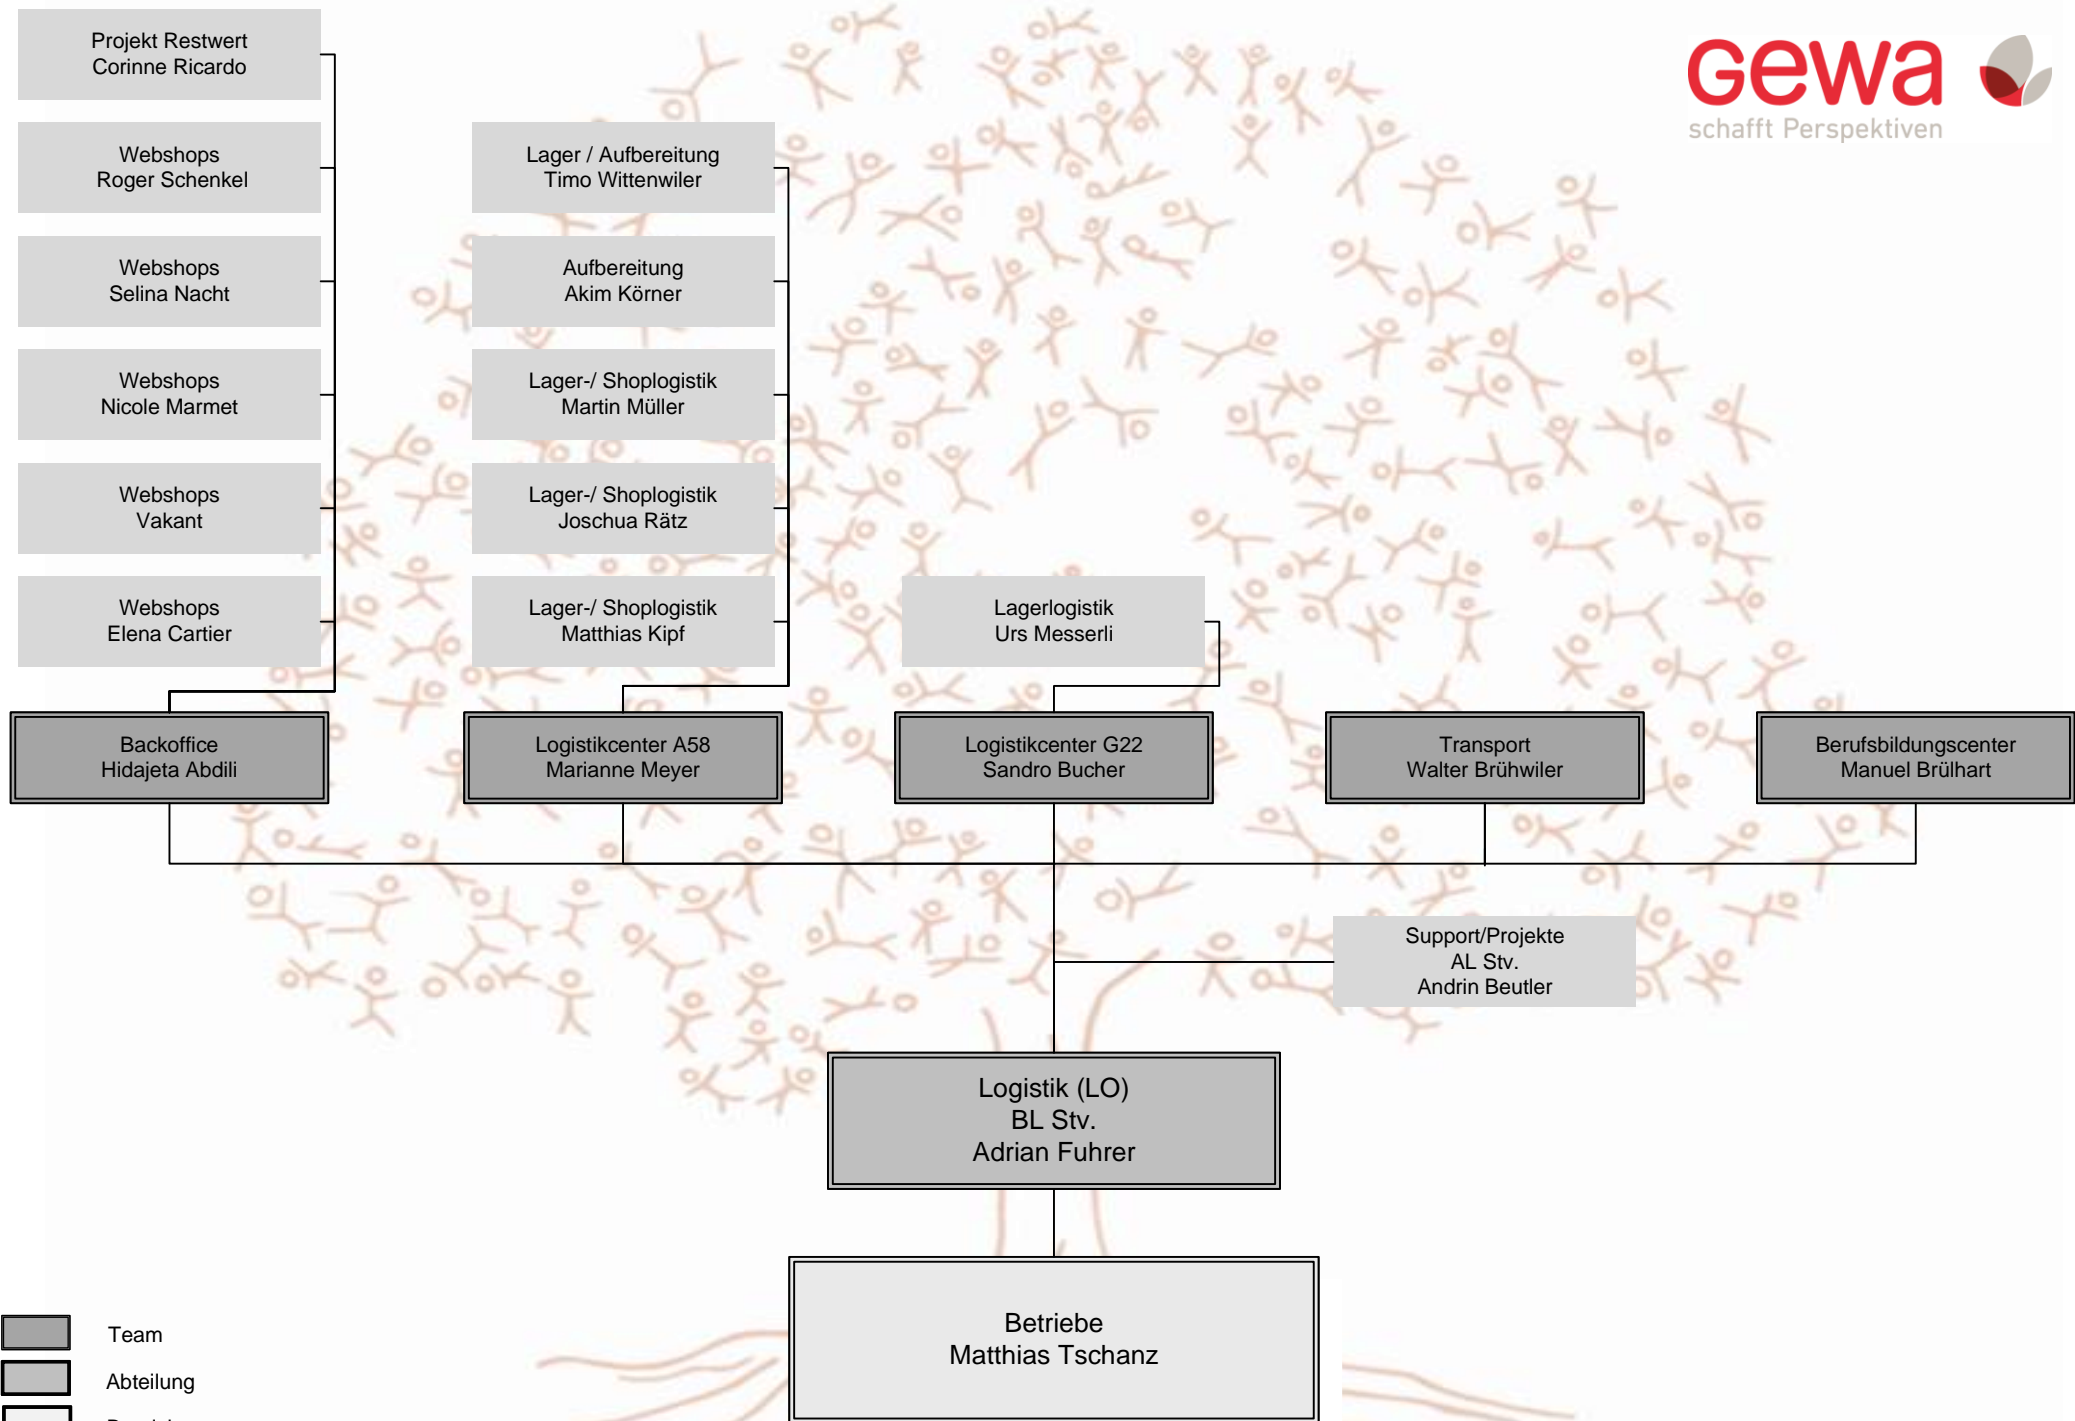 Gewa
schafft Perspektiven
Projekt Restwert
Corinne Ricardo
Webshops
Roger Schenkel
Webshops
Selina Nacht
Webshops
Nicole Marmet
Webshops
Vakant
Webshops
Elena Cartier
Lager / Aufbereitung
Timo Wittenwiler
Aufbereitung
Akim Körner
Lager-/ Shoplogistik
Martin Müller
Lager-/ Shoplogistik
Joschua Rätz
Lager-/ Shoplogistik
Matthias Kipf
Lagerlogistik
Urs Messerli
Backoffice
Hidajeta Abdili
Logistikcenter A58
Marianne Meyer
Logistikcenter G22
Sandro Bucher
Transport
Walter Brühwiler
Berufsbildungscenter
Manuel Brülhart
Support/Projekte
AL Stv.
Andrin Beutler
Logistik (LO)
BL Stv.
Adrian Fuhrer
Betriebe
Matthias Tschanz
Team
Abteilung